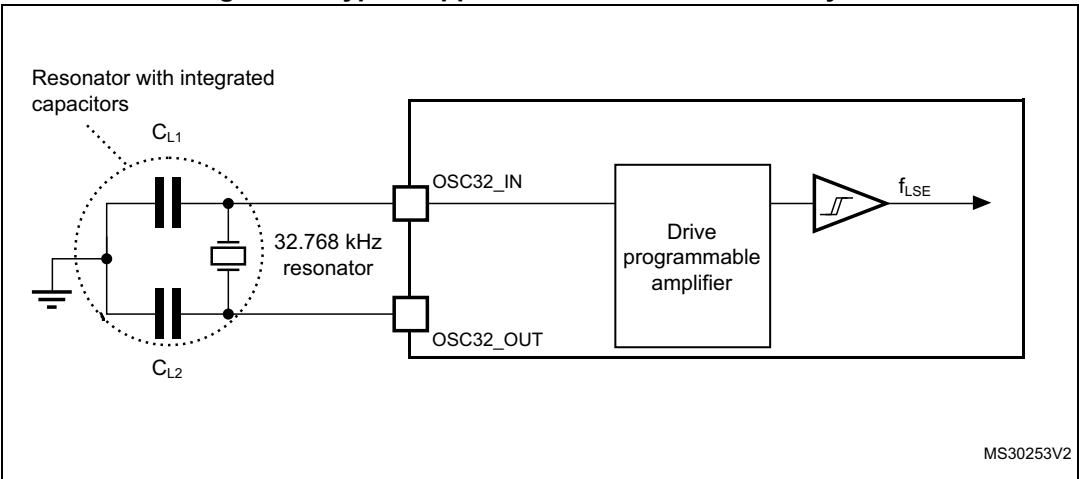 Resonator with integrated
capacitors
CL1
OSC32_IN
fLSE
32.768 kHz
resonator
Drive
programmable
amplifier
OSC32_OUT
CL2
MS30253V2